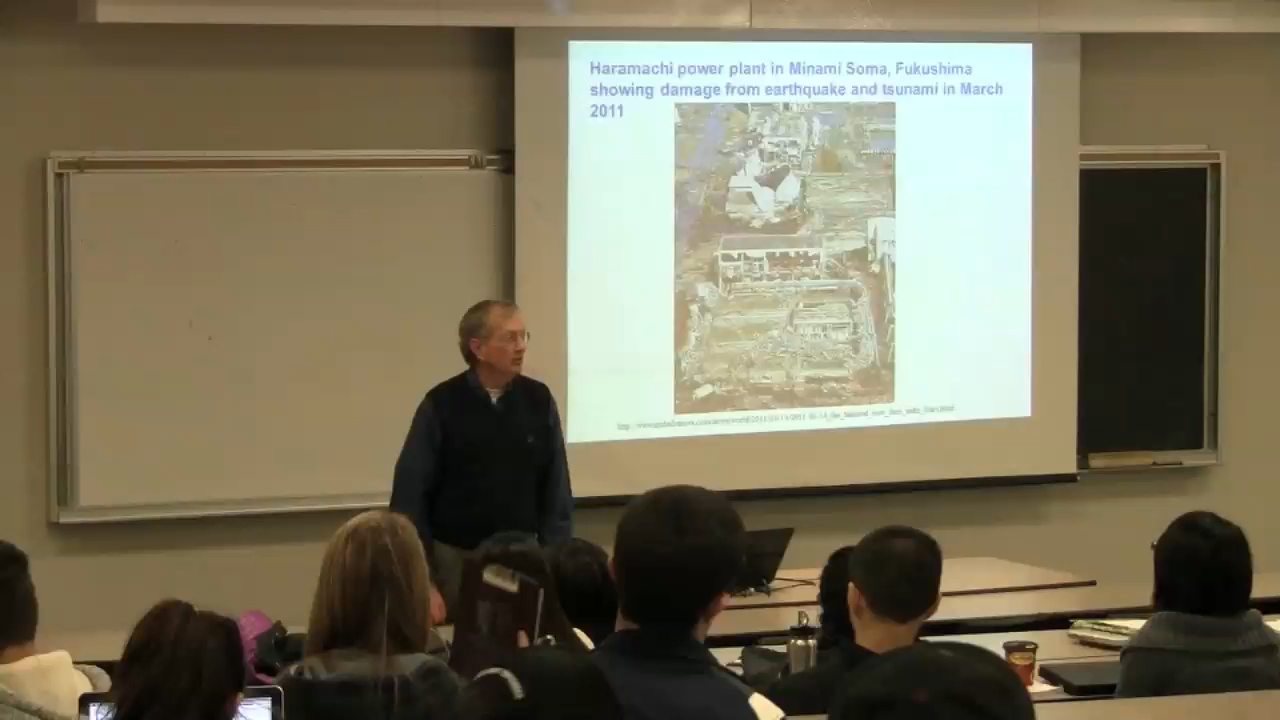 Haramachi power plant in Minami Soma, Fukushima
showing damage from earthquake and tsunami in March
2011